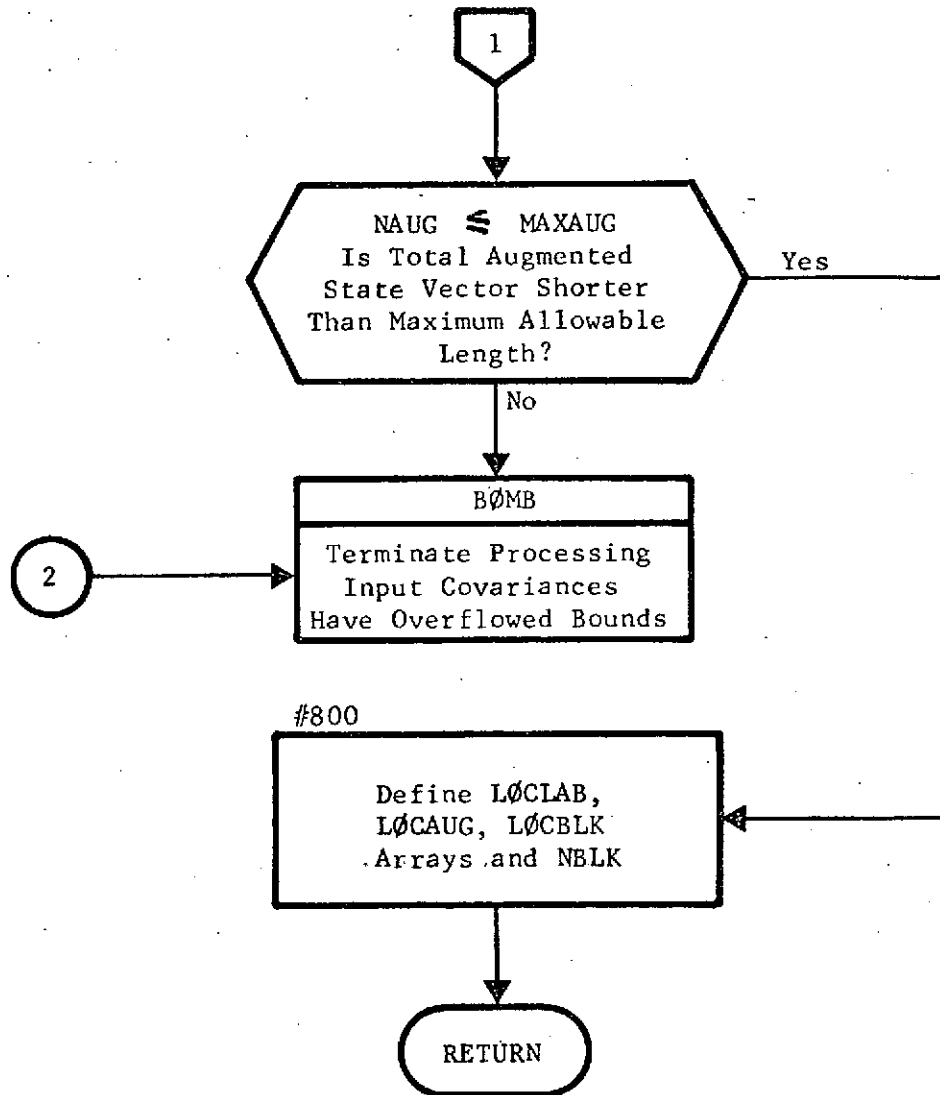 1
NAUG ≤ MAXAUG
Is Total Augmented
State Vector Shorter
Than Maximum Allowable
Length?
Yes
No
BØMB
2
Terminate Processing
Input Covariances
Have Overflowed Bounds
#800
Define LØCLAB,
LØCAUG, LØCBLK
Arrays and NBLK
RETURN